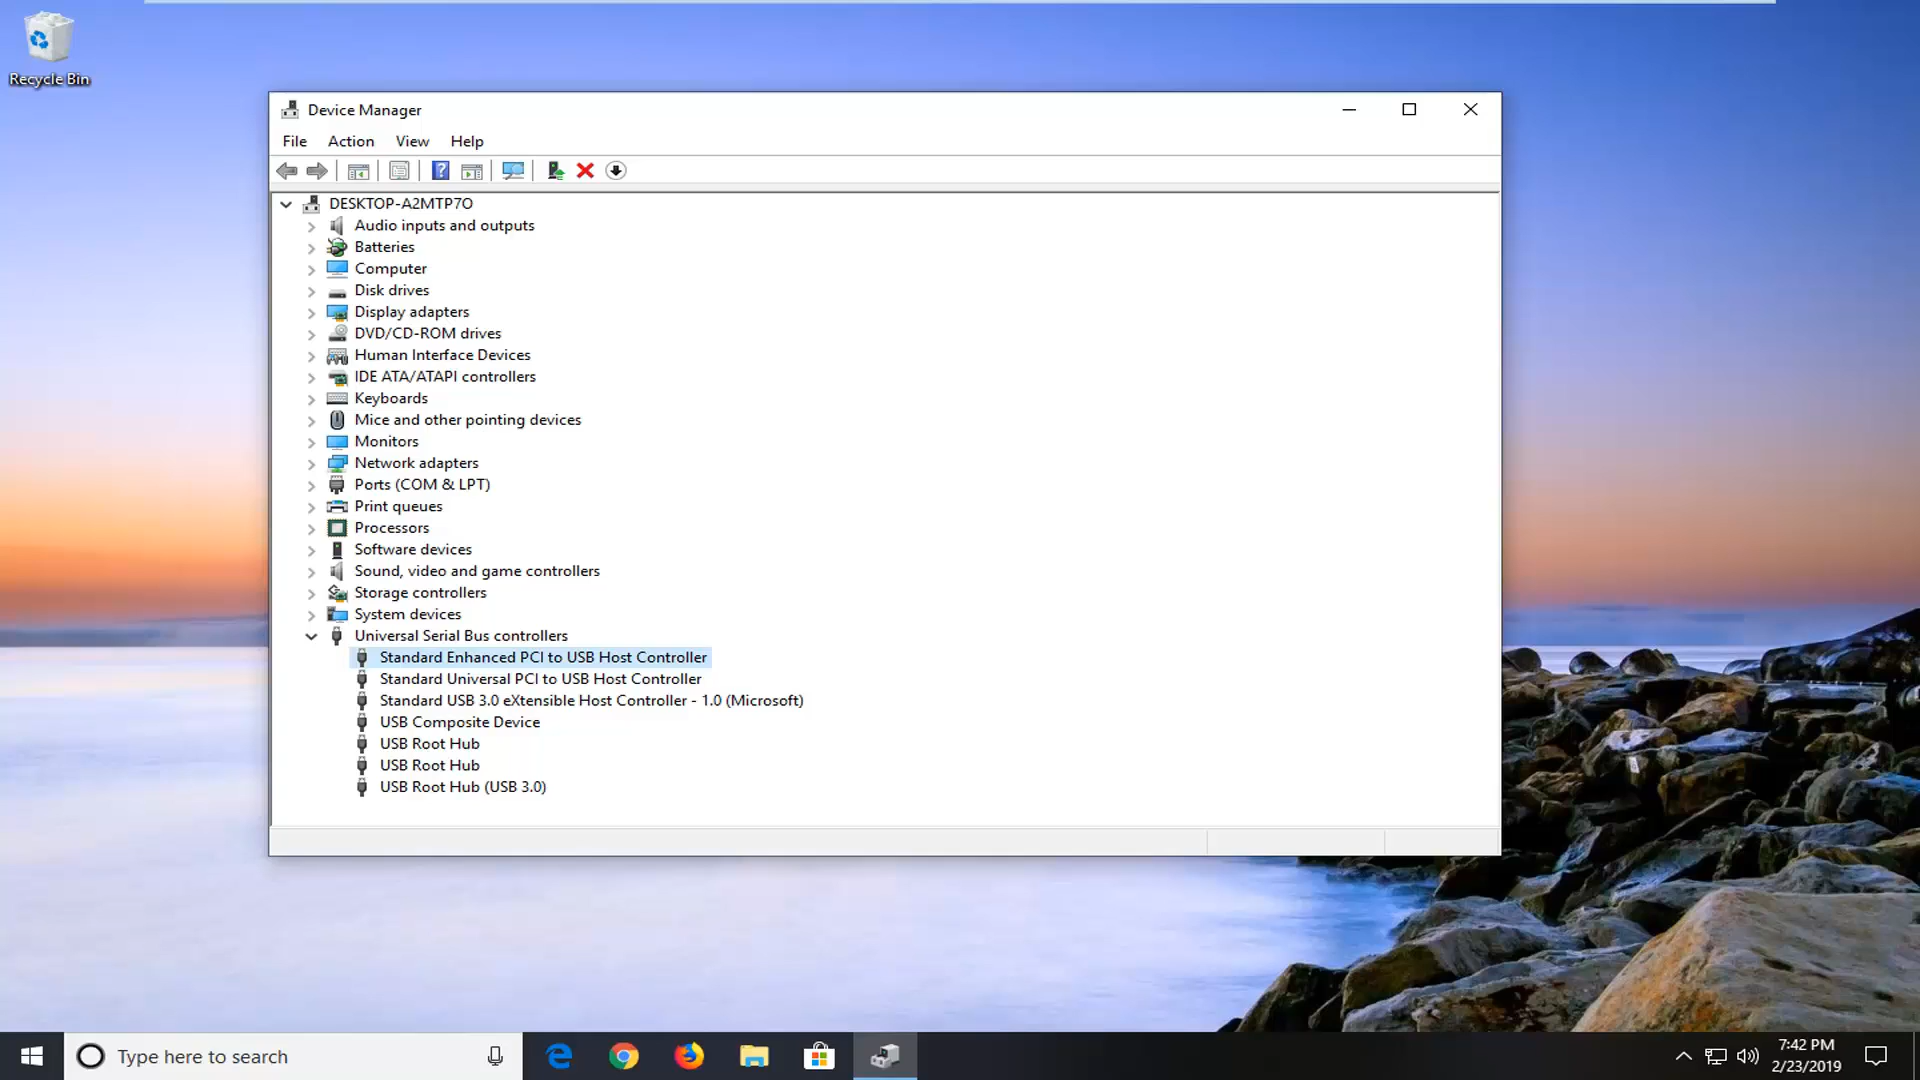 Recycle Bin
Device Manager
File Action View Help
DESKTOP-A2MTP7O
Audio inputs and outputs
Batteries
Computer
Disk drives
Display adapters
DVD/CD-ROM drives
Human Interface Devices
IDE ATA/ATAPI controllers
Keyboards
Mice and other pointing devices
Monitors
Network adapters
Ports (COM & LPT)
Print queues
Processors
Software devices
Sound, video and game controllers
Storage controllers
System devices
Universal Serial Bus controllers
Standard Enhanced PCI to USB Host Controller
Standard Universal PCI to USB Host Controller
Standard USB 3.0 eXtensible Host Controller - 1.0 (Microsoft)
USB Composite Device
USB Root Hub
USB Root Hub
USB Root Hub (USB 3.0)
Type here to search
7:42 PM
2/23/2019